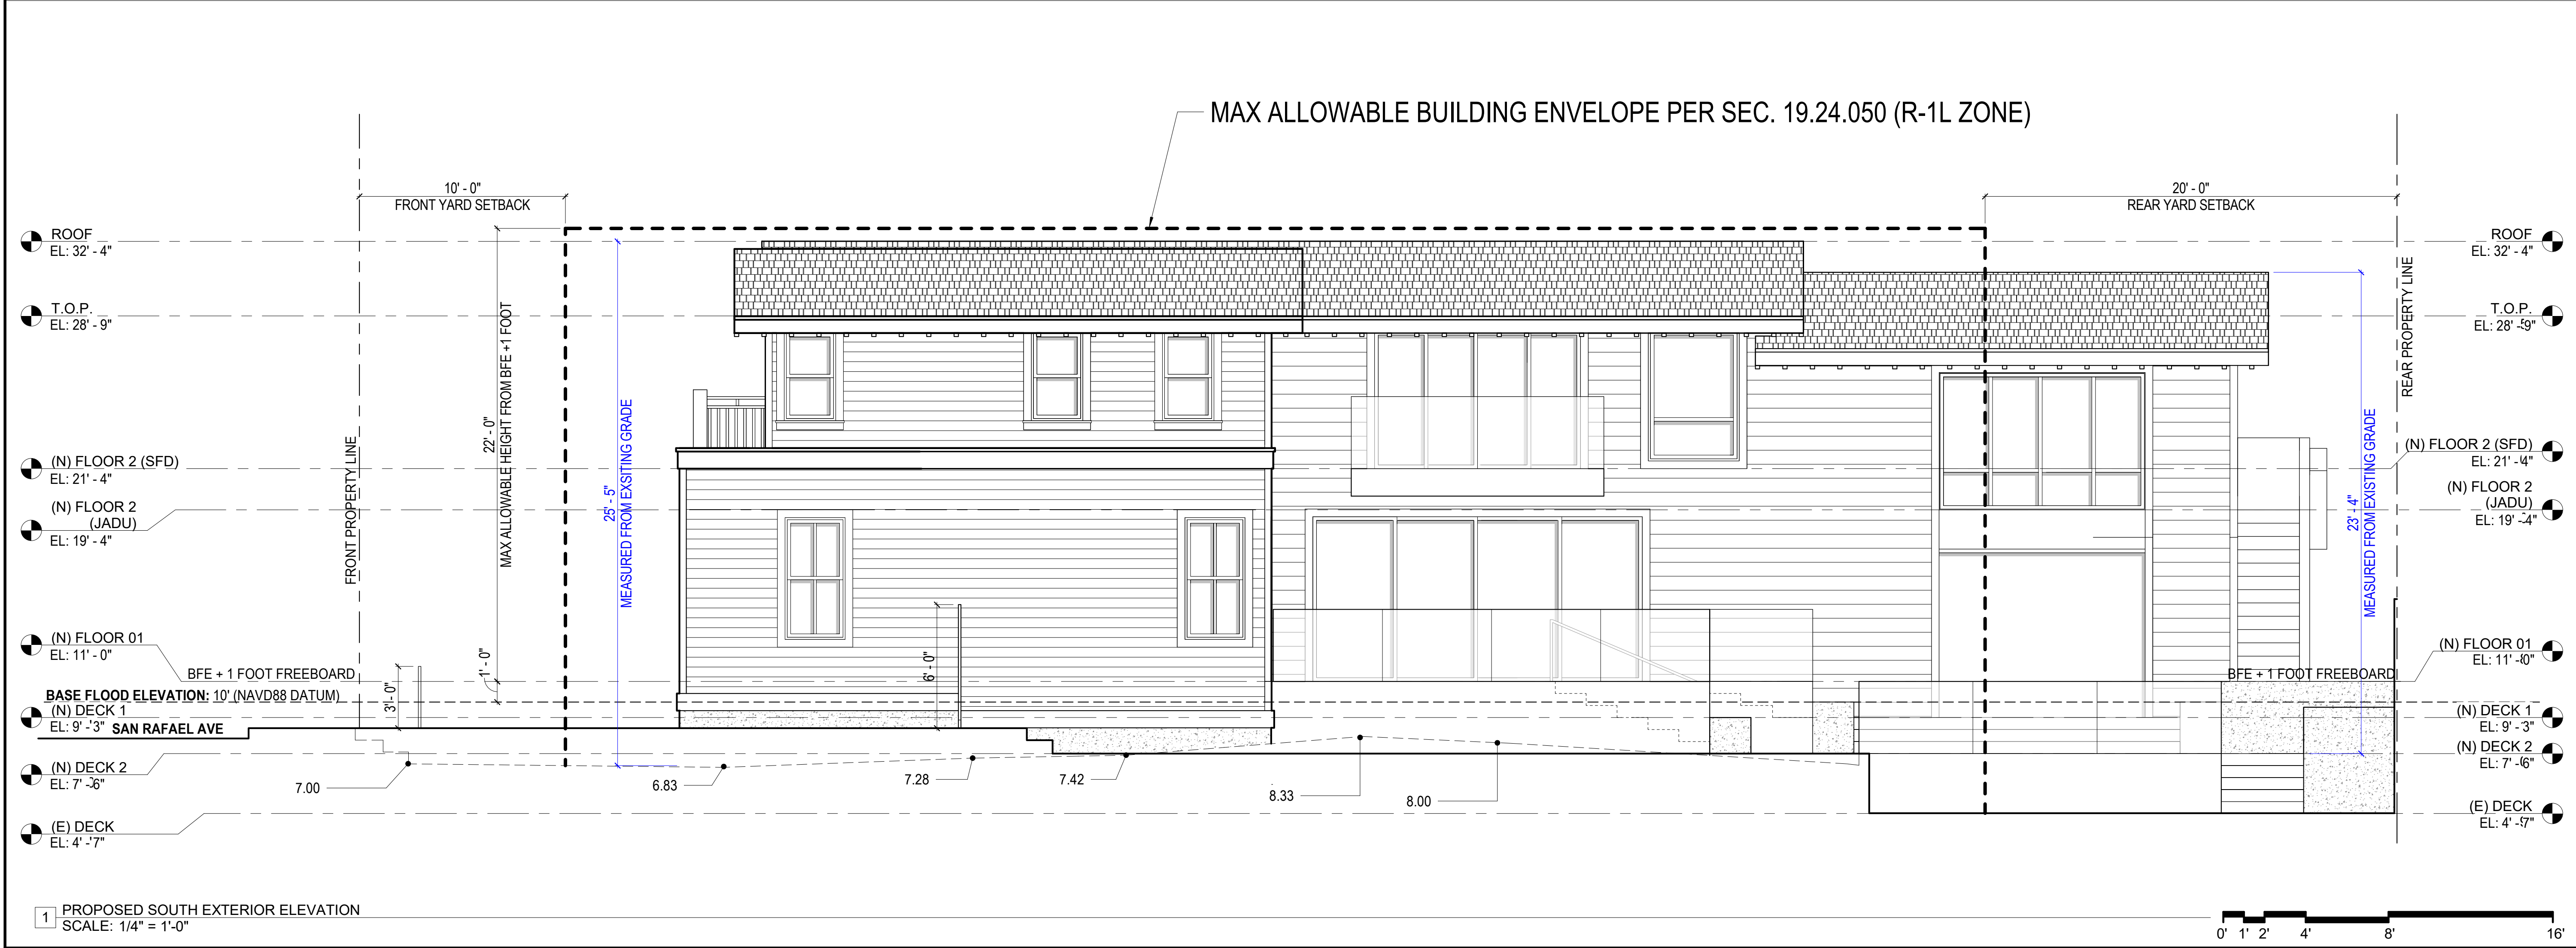 MAX ALLOWABLE BUILDING ENVELOPE PER SEC. 19.24.050 (R-1L ZONE)
10' - 0"
FRONT YARD SETBACK
20' - 0"
REAR YARD SETBACK
ROOF
EL: 32' - 4"
T.O.P.
EL: 28' - 9"
(N) FLOOR 2 (SFD)
EL: 21' - 4"
(N) FLOOR 2
(JADU)
EL: 19' - 4"
(N) FLOOR 01
EL: 11' - 0"
BFE + 1 FOOT FREEBOARD
BASE FLOOD ELEVATION: 10' (NAVD88 DATUM)
(N) DECK 1
EL: 9' - 3"
SAN RAFAEL AVE
(N) DECK 2
EL: 7' - 6"
(E) DECK
EL: 4' - 7"
FRONT PROPERTY LINE
3' - 0"
22' - 0"
MAX ALLOWABLE HEIGHT FROM BFE +1 FOOT
1' - 0"
25' - 5"
MEASURED FROM EXSITING GRADE
6' - 0"
7.00
6.83
7.28
7.42
8.33
8.00
23' - 4"
MEASURED FROM EXISTING GRADE
REAR PROPERTY LINE
ROOF
EL: 32' - 4"
T.O.P.
EL: 28' - 9"
(N) FLOOR 2 (SFD)
EL: 21' - 4"
(N) FLOOR 2
(JADU)
EL: 19' - 4"
(N) FLOOR 01
EL: 11' - 0"
BFE + 1 FOOT FREEBOARD
(N) DECK 1
EL: 9' - 3"
(N) DECK 2
EL: 7' - 6"
(E) DECK
EL: 4' - 7"
1
PROPOSED SOUTH EXTERIOR ELEVATION
SCALE: 1/4" = 1'-0"
0' 1' 2' 4' 8' 16'